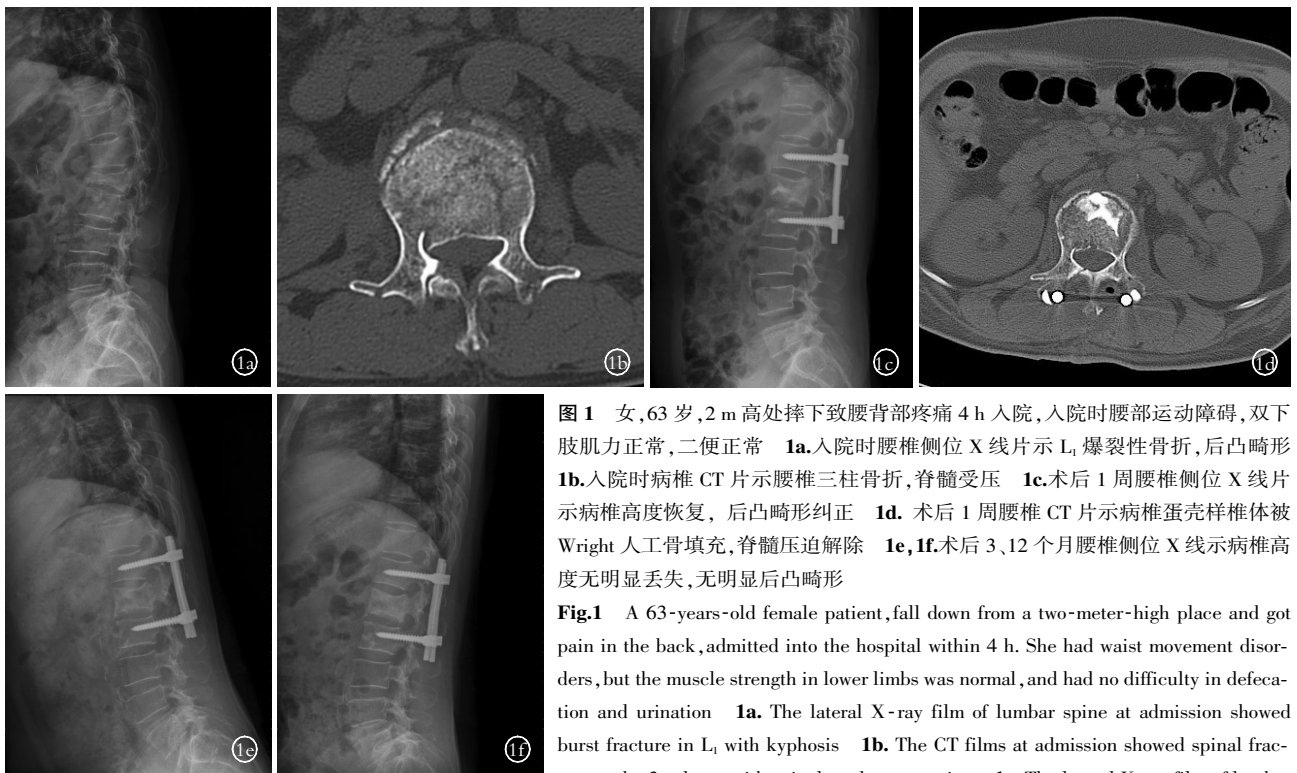 1a
1b
1c
1d
1e
1f
图 1 女,63 岁,2 m 高处摔下致腰背部疼痛 4 h 入院,入院时腰部运动障碍,双下
肢肌力正常,二便正常 1a.入院时腰椎侧位 X 线片示 L1 爆裂性骨折,后凸畸形
1b.入院时病椎 CT 片示腰椎三柱骨折,脊髓受压 1c.术后 1 周腰椎侧位 X 线片
示病椎高度恢复, 后凸畸形纠正 1d. 术后 1 周腰椎 CT 片示病椎蛋壳样椎体被
Wright 人工骨填充,脊髓压迫解除 1e,1f.术后 3、12 个月腰椎侧位 X 线示病椎高
度无明显丢失,无明显后凸畸形
Fig.1 A 63-years-old female patient,fall down from a two-meter-high place and got
pain in the back,admitted into the hospital within 4 h. She had waist movement disor-
ders,but the muscle strength in lower limbs was normal,and had no difficulty in defeca-
tion and urination 1a. The lateral X-ray film of lumbar spine at admission showed
burst fracture in L1 with kyphosis 1b. The CT films at admission showed spinal frac-